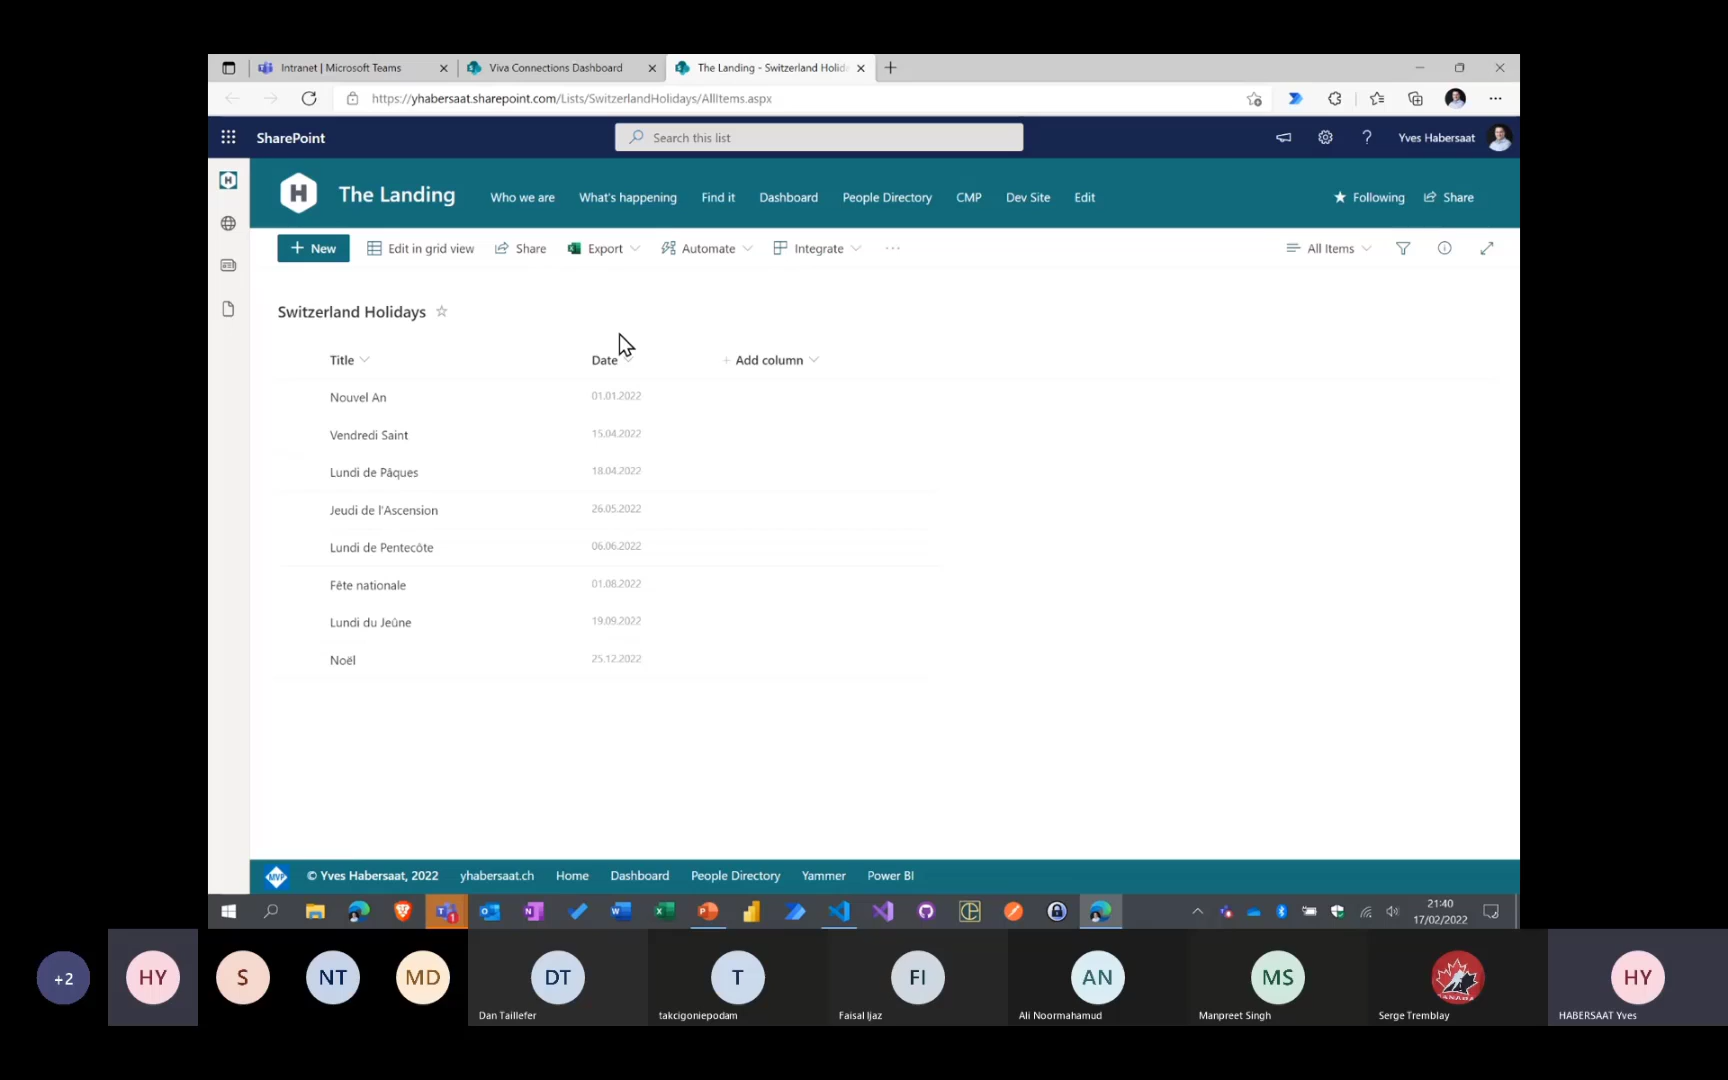 Intranet | Microsoft Teams
Viva Connections Dashboard
The Landing - Switzerland Holid
https://yhabersaat.sharepoint.com/Lists/SwitzerlandHolidays/AllItems.aspx
SharePoint
Search this list
?
Yves Habersaat
H
H
The Landing
Who we are
What's happening
Find it
Dashboard
People Directory
CMP
Dev Site
Edit
Following
Share
+ New
Edit in grid view
Share
Export
Automate
Integrate
...
All Items
Switzerland Holidays
Title
Date
+ Add column
Nouvel An
01.01.2022
Vendredi Saint
15.04.2022
Lundi de Pâques
18.04.2022
Jeudi de l'Ascension
26.05.2022
Lundi de Pentecôte
06.06.2022
Fête nationale
01.08.2022
Lundi du Jeûne
19.09.2022
Noël
25.12.2022
MVP
© Yves Habersaat, 2022
yhabersaat.ch
Home
Dashboard
People Directory
Yammer
Power BI
21:40
17/02/2022
+2
HY
S
NT
MD
DT
Dan Taillefer
T
takcigoniepodam
FI
Faisal Ijaz
AN
Ali Noormahamud
MS
Manpreet Singh
CANADA
Serge Tremblay
HY
HABERSAAT Yves